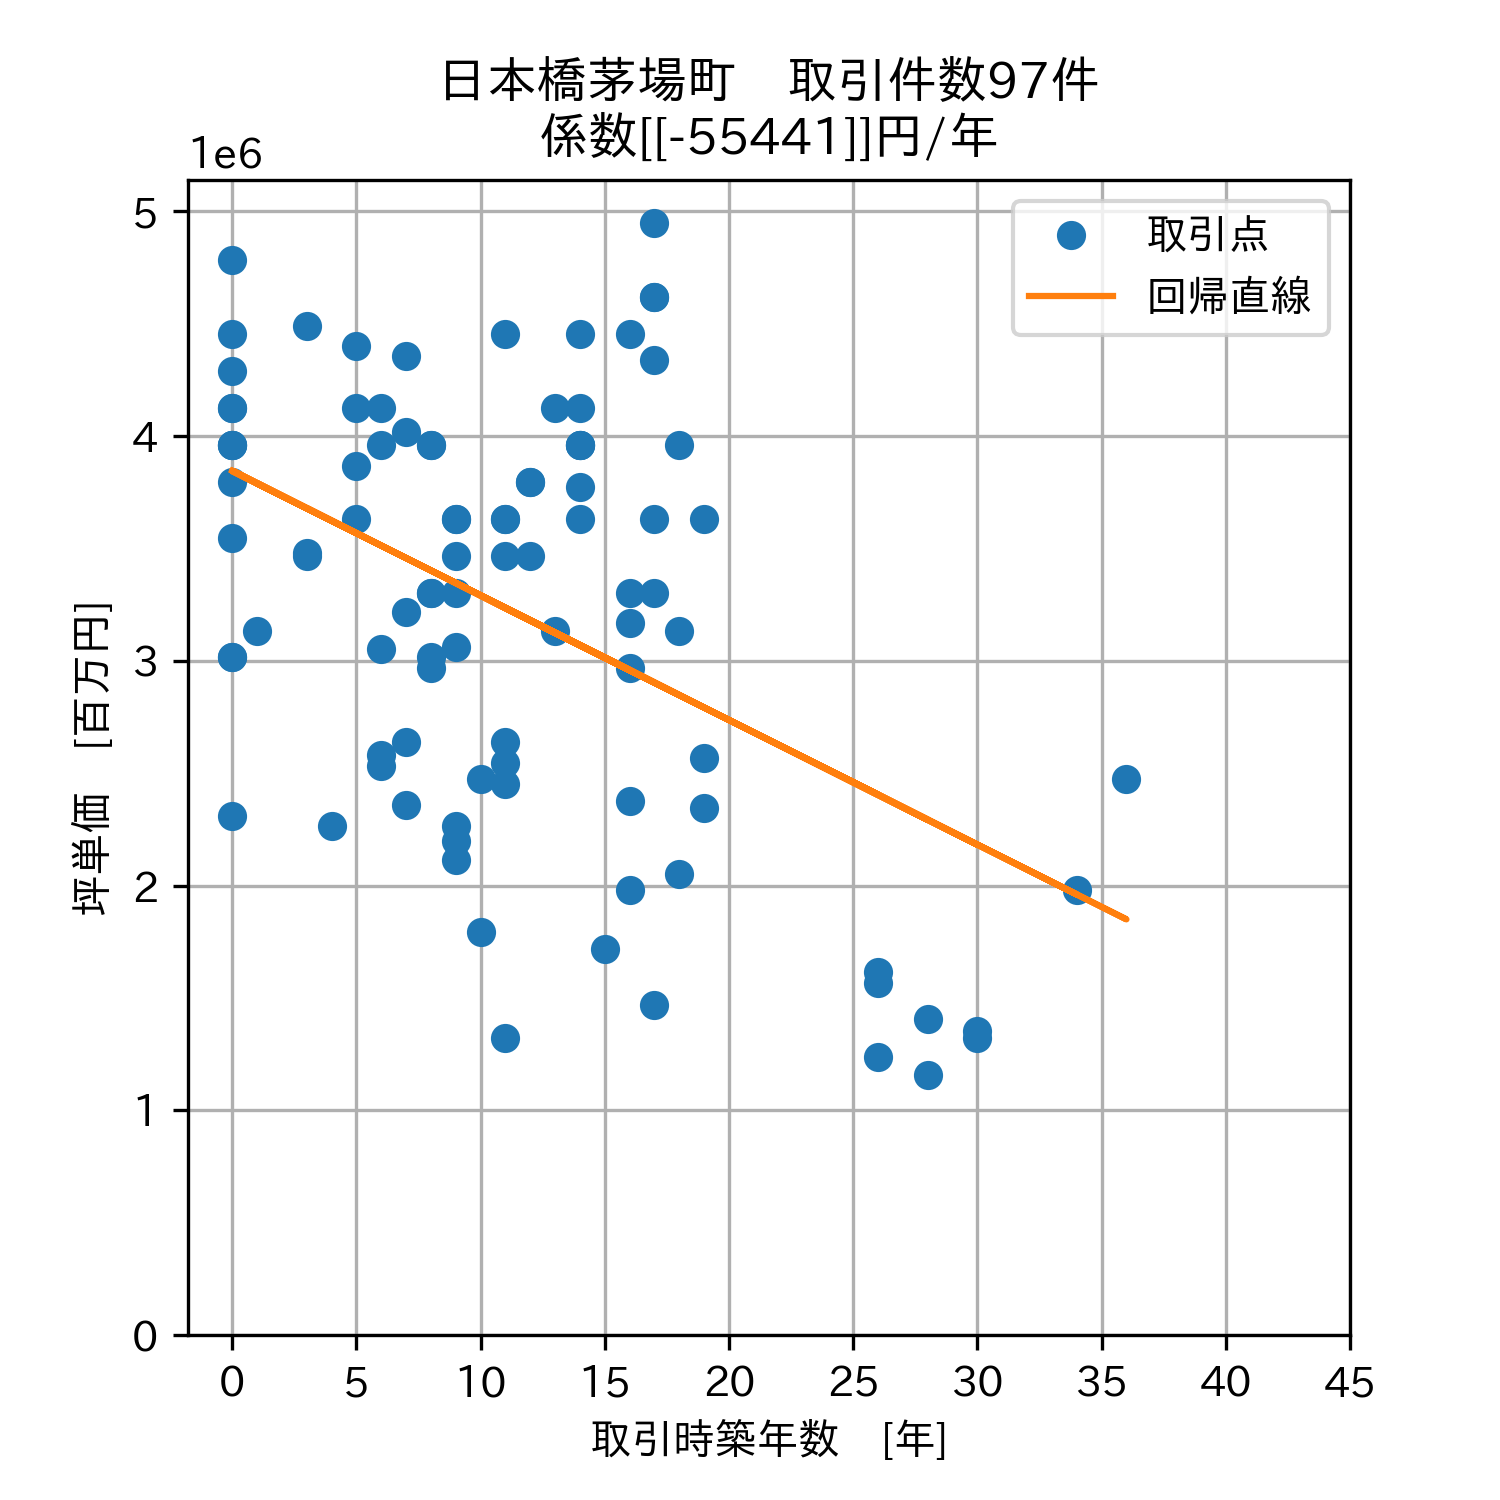 日本橋茅場町　取引件数97件
係数[[-55441]]円/年
1e6
取引点
回帰直線
5
4
3
2
1
0
坪単価　[百万円]
0 5 10 15 20 25 30 35 40 45
取引時築年数　[年]